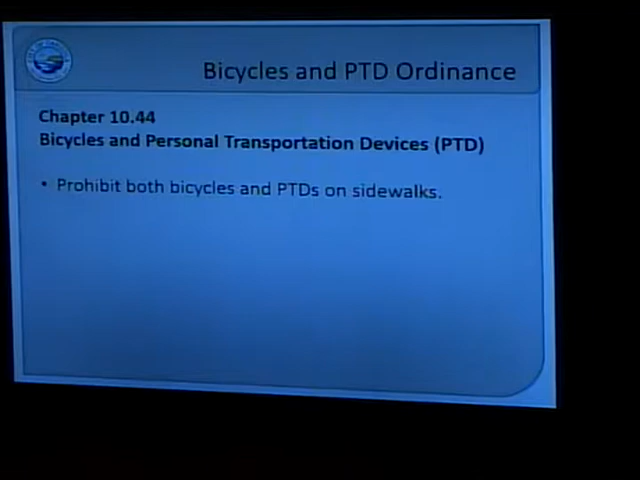 Bicycles and PTD Ordinance
Chapter 10.44
Bicycles and Personal Transportation Devices (PTD)
• Prohibit both bicycles and PTDs on sidewalks.